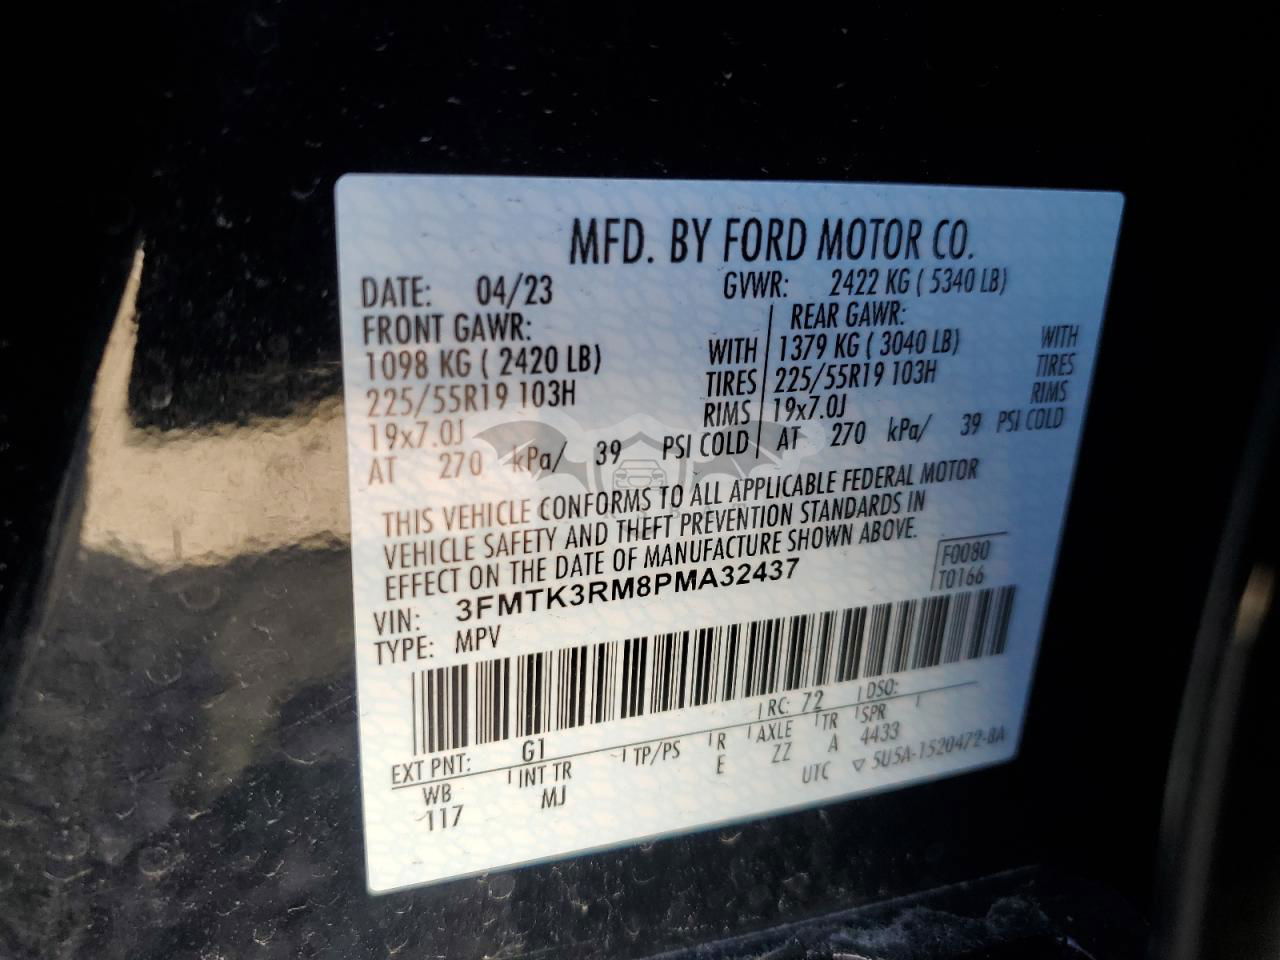 MFD. BY FORD MOTOR CO.
DATE: 04/23 GVWR: 2422 KG ( 5340 LB)
FRONT GAWR: REAR GAWR:
1098 KG ( 2420 LB) WITH 1379 KG ( 3040 LB) WITH
225/55R19 103H TIRES 225/55R19 103H TIRES
19x7.0J RIMS 19x7.0J RIMS
AT 270 kPa/ 39 PSI COLD AT 270 kPa/ 39 PSI COLD
THIS VEHICLE CONFORMS TO ALL APPLICABLE FEDERAL MOTOR
VEHICLE SAFETY AND THEFT PREVENTION STANDARDS IN
EFFECT ON THE DATE OF MANUFACTURE SHOWN ABOVE.
F0080
T0166
VIN: 3FMTK3RM8PMA32437
TYPE: MPV
EXT PNT: G1 RC: 72 DSO:
WB INT TR TP/PS R AXLE TR SPR
117 MJ E ZZ A 4433
UTC ▽ 5U5A-1520472-8A